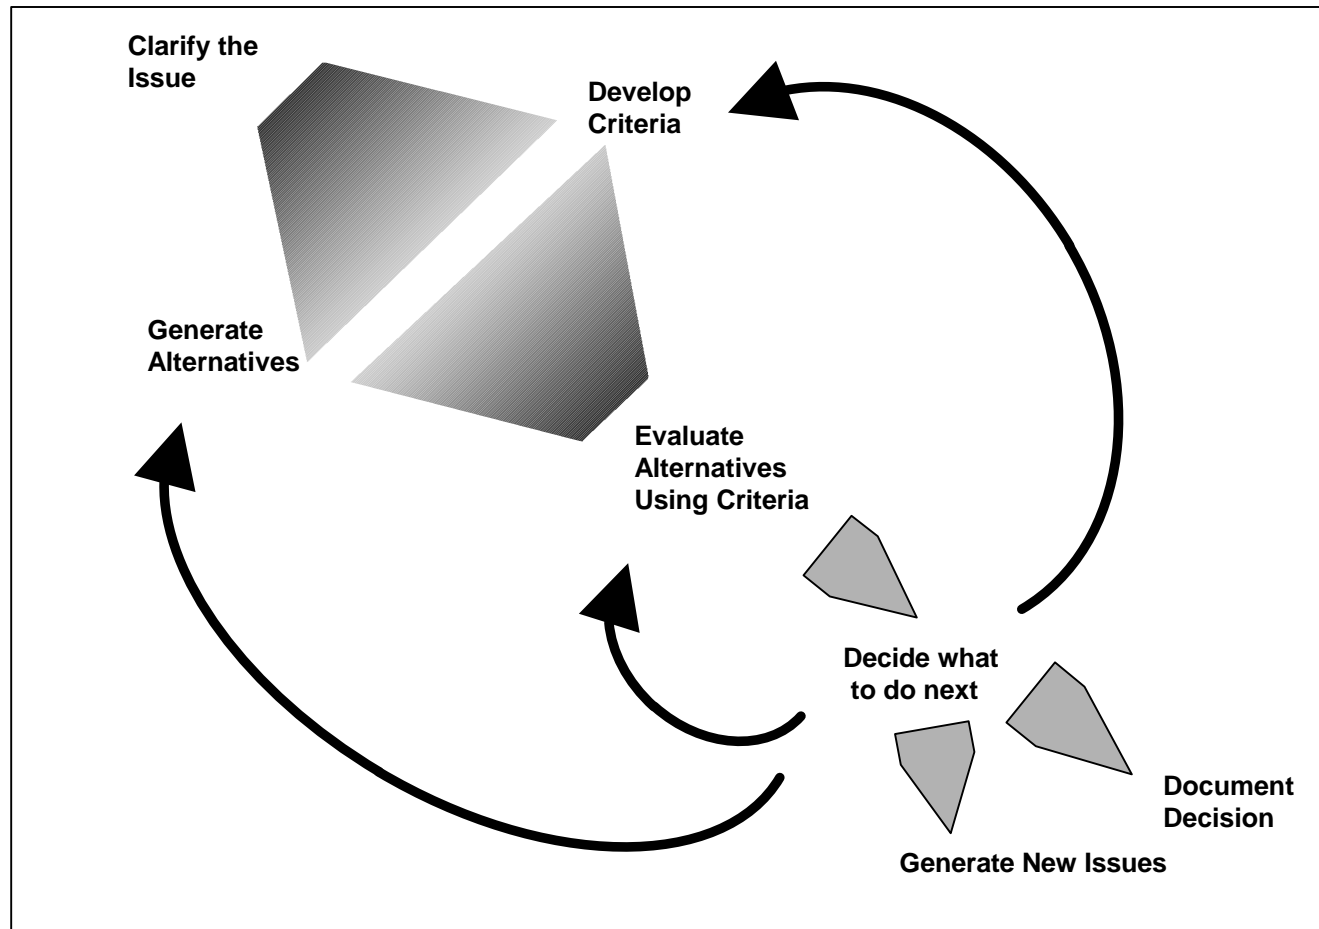 Clarify the
Issue
Develop
Criteria
Generate
Alternatives
Evaluate
Alternatives
Using Criteria
Decide what
to do next
Document
Decision
Generate New Issues